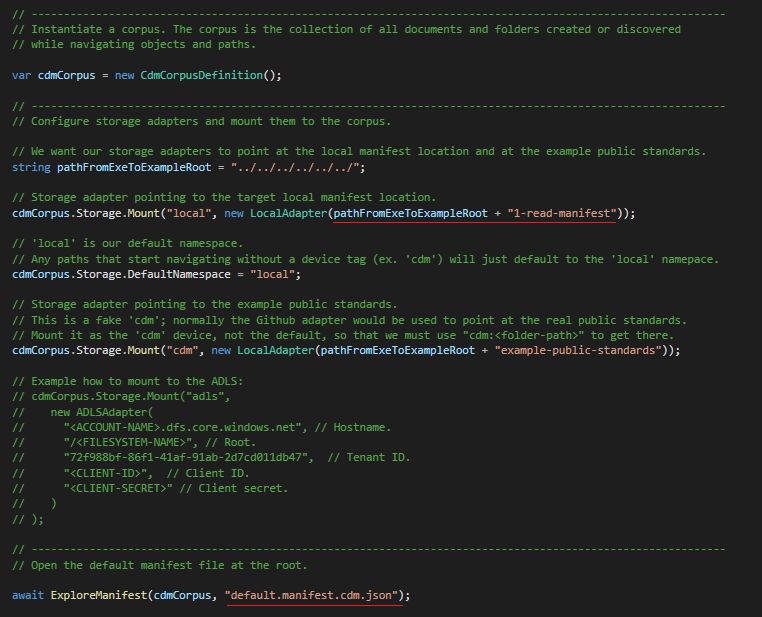 // ------------------------------------------------------------------------------------------------------------
// Instantiate a corpus. The corpus is the collection of all documents and folders created or discovered
// while navigating objects and paths.
var cdmCorpus = new CdmCorpusDefinition();
// ------------------------------------------------------------------------------------------------------------
// Configure storage adapters and mount them to the corpus.
// We want our storage adapters to point at the local manifest location and at the example public standards.
string pathFromExeToExampleRoot = "../../../../../../";
// Storage adapter pointing to the target local manifest location.
cdmCorpus.Storage.Mount("local", new LocalAdapter(pathFromExeToExampleRoot + "1-read-manifest"));
// 'local' is our default namespace.
// Any paths that start navigating without a device tag (ex. 'cdm') will just default to the 'local' namepace.
cdmCorpus.Storage.DefaultNamespace = "local";
// Storage adapter pointing to the example public standards.
// This is a fake 'cdm'; normally the Github adapter would be used to point at the real public standards.
// Mount it as the 'cdm' device, not the default, so that we must use "cdm:<folder-path>" to get there.
cdmCorpus.Storage.Mount("cdm", new LocalAdapter(pathFromExeToExampleRoot + "example-public-standards"));
// Example how to mount to the ADLS:
// cdmCorpus.Storage.Mount("adls",
//    new ADLSAdapter(
//      "<ACCOUNT-NAME>.dfs.core.windows.net", // Hostname.
//      "/<FILESYSTEM-NAME>", // Root.
//      "72f988bf-86f1-41af-91ab-2d7cd011db47",  // Tenant ID.
//      "<CLIENT-ID>",  // Client ID.
//      "<CLIENT-SECRET>" // Client secret.
//    )
// );
// ------------------------------------------------------------------------------------------------------------
// Open the default manifest file at the root.
await ExploreManifest(cdmCorpus, "default.manifest.cdm.json");